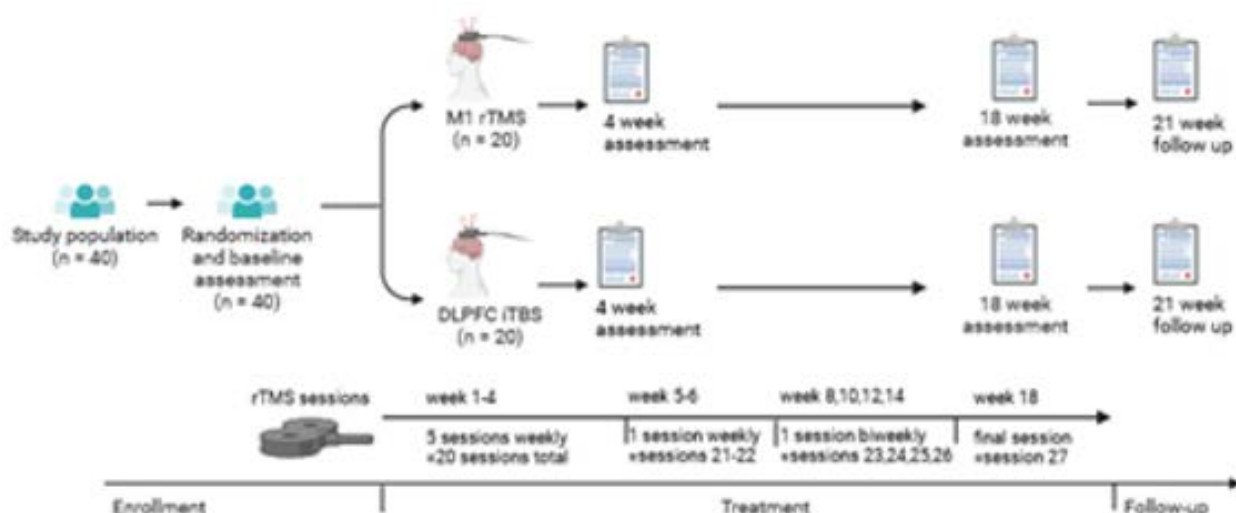 M1 rTMS
(n = 20)
4 week
assessment
18 week
assessment
21 week
follow up
Study population
(n = 40)
Randomization
and baseline
assessment
(n = 40)
DLPFC iTBS
(n = 20)
4 week
assessment
18 week
assessment
21 week
follow up
rTMS sessions
week 1-4
week 5-6
week 8,10,12,14
week 18
5 sessions weekly
=20 sessions total
1 session weekly
=sessions 21-22
1 session biweekly
=sessions 23,24,25,26
final session
=session 27
Enrollment
Treatment
Follow-up